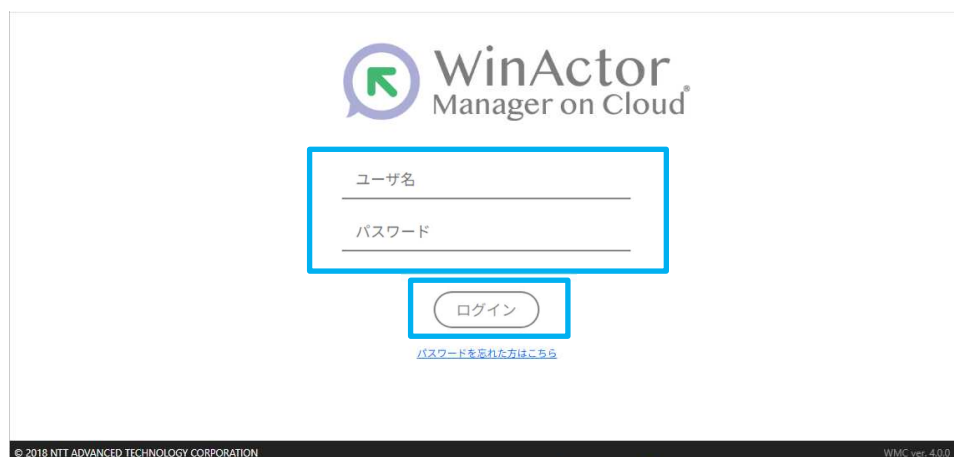 WinActor
Manager on Cloud®
ユーザ名
パスワード
ログイン
パスワードを忘れた方はこちら
© 2018 NTT ADVANCED TECHNOLOGY CORPORATION
WMC ver. 4.0.0